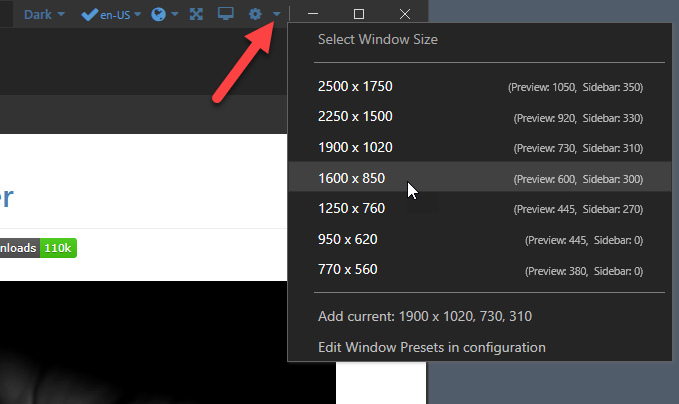 Dark en-US
Select Window Size
2500 x 1750 (Preview: 1050, Sidebar: 350)
2250 x 1500 (Preview: 920, Sidebar: 330)
1900 x 1020 (Preview: 730, Sidebar: 310)
1600 x 850 (Preview: 600, Sidebar: 300)
1250 x 760 (Preview: 445, Sidebar: 270)
950 x 620 (Preview: 445, Sidebar: 0)
770 x 560 (Preview: 380, Sidebar: 0)
Add current: 1900 x 1020, 730, 310
Edit Window Presets in configuration
er
nloads 110k